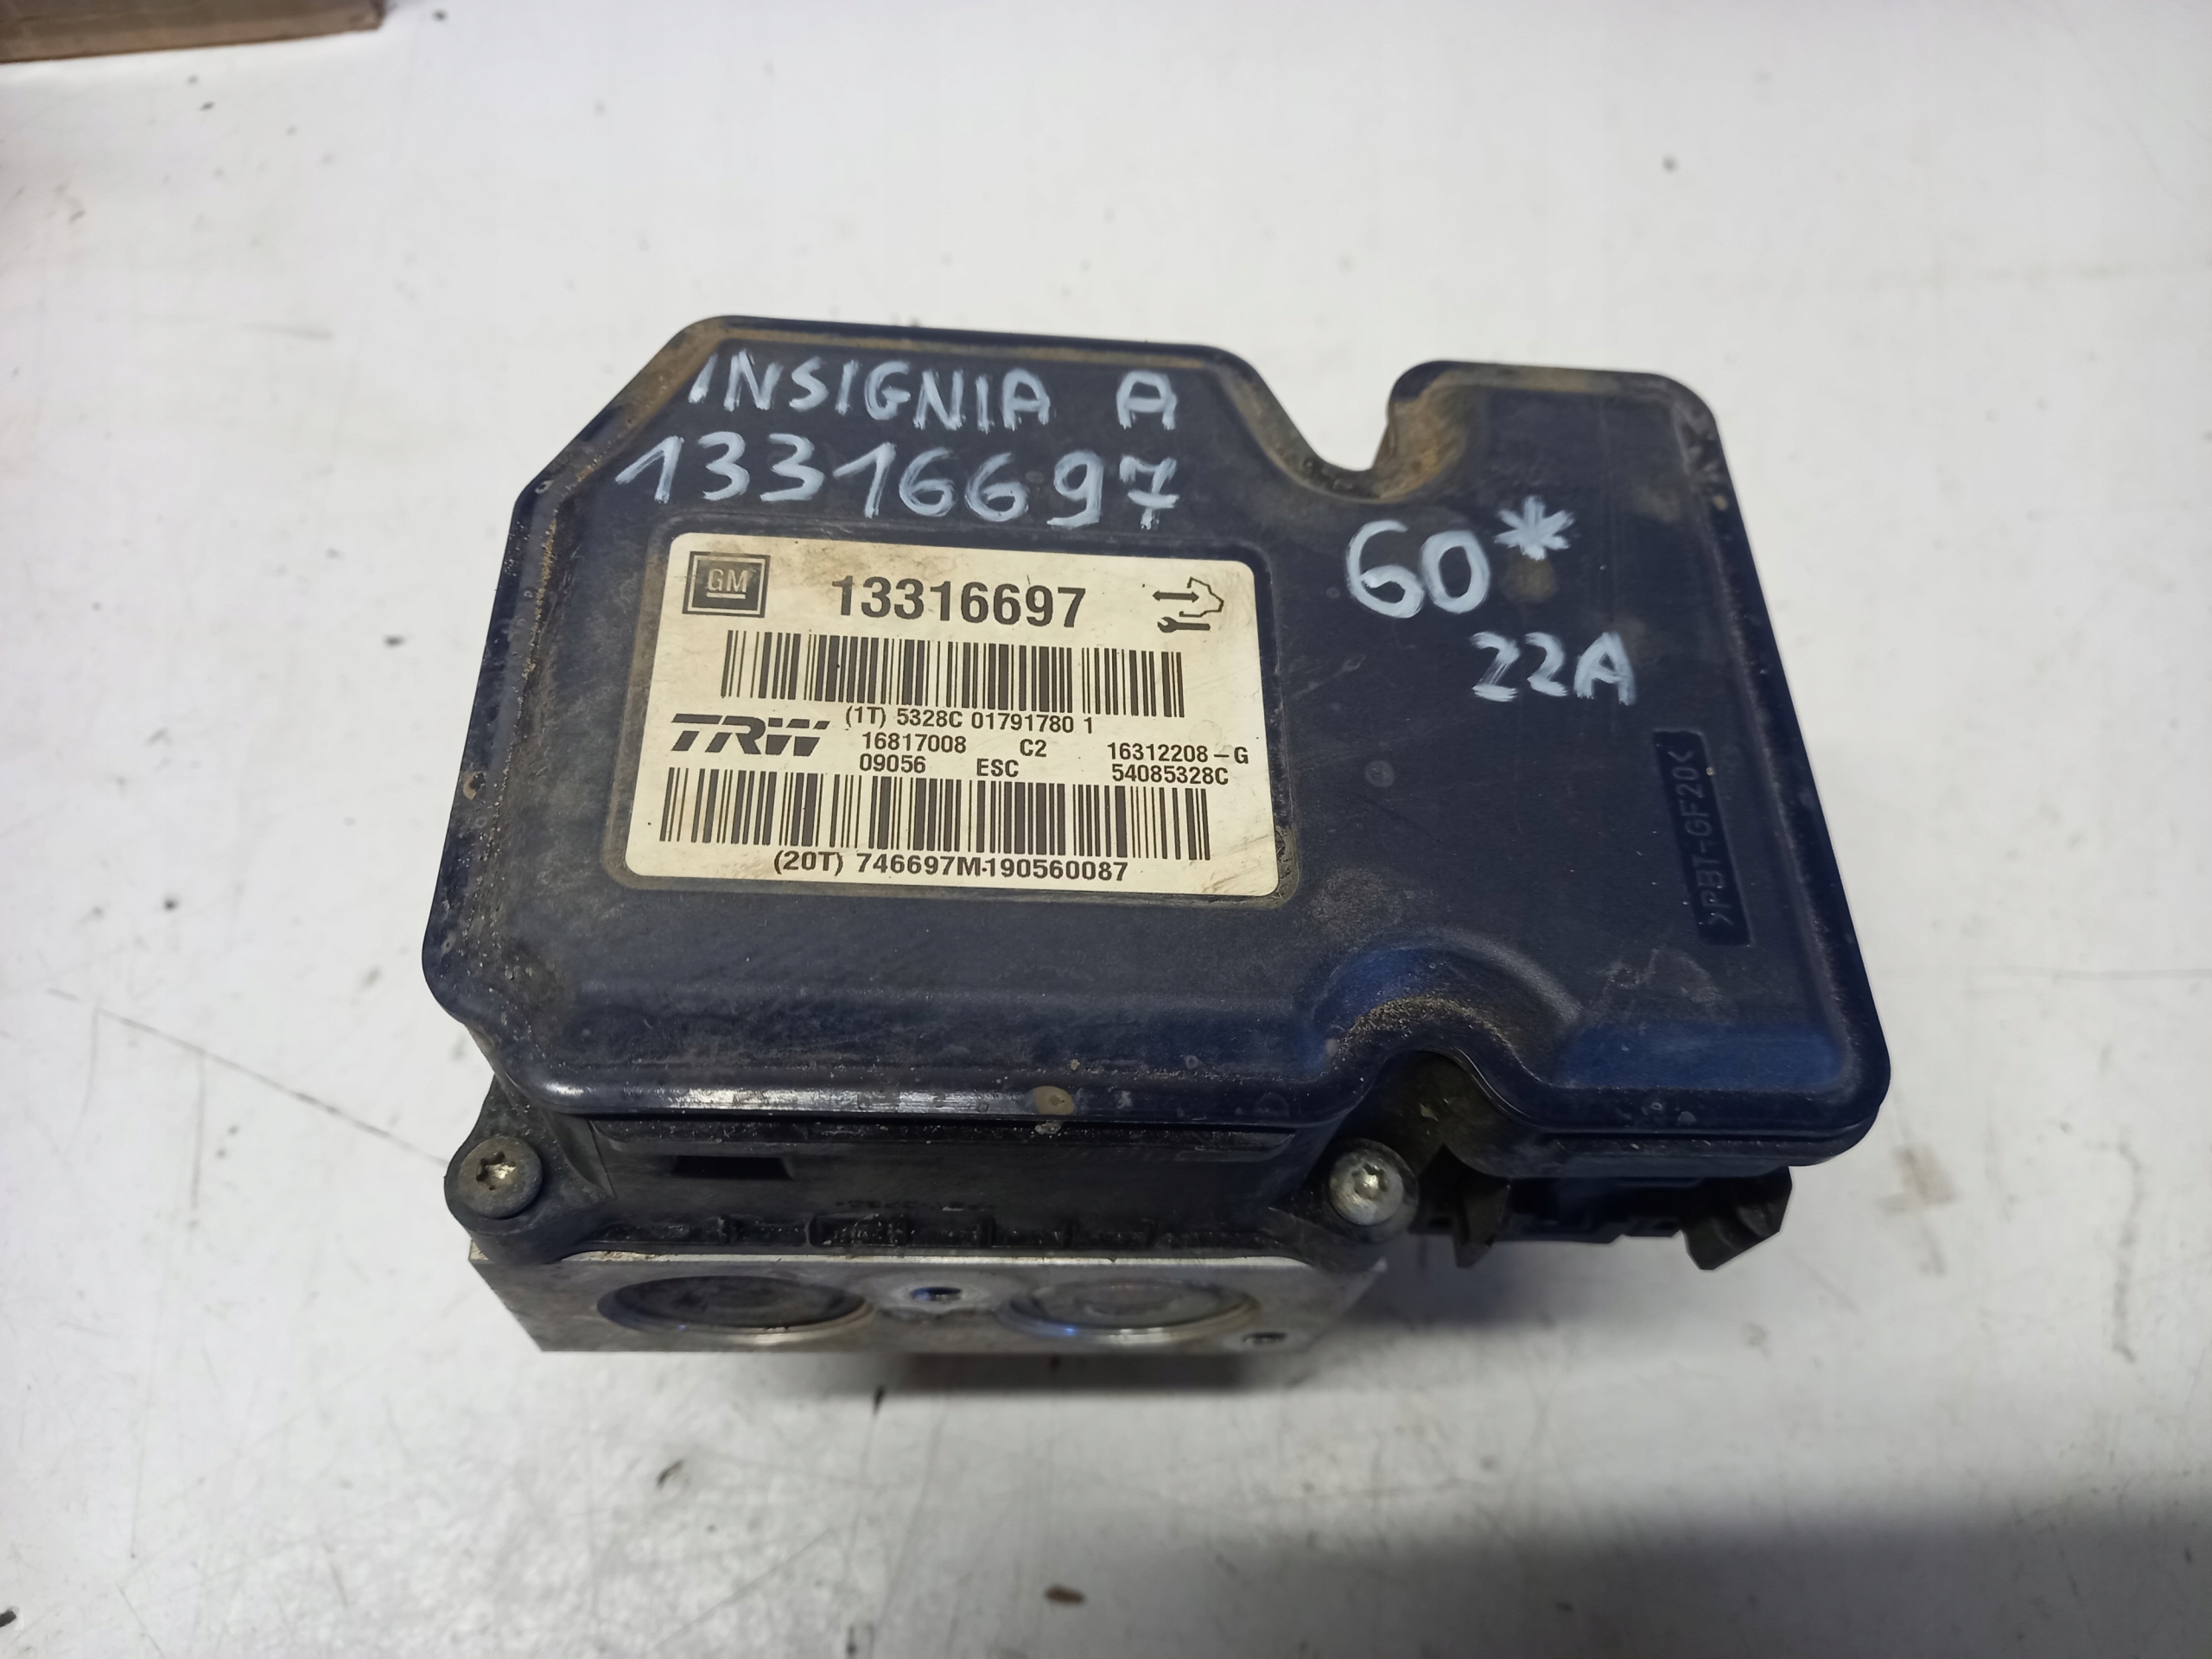 INSIGNIA A
13316697
60*
22A
GM
13316697
(1T) 5328C 01791780 1
TRW
16817008 C2 16312208-G
09056 ESC 54085328C
(20T) 746697M-190560087
>PBT-GF20<